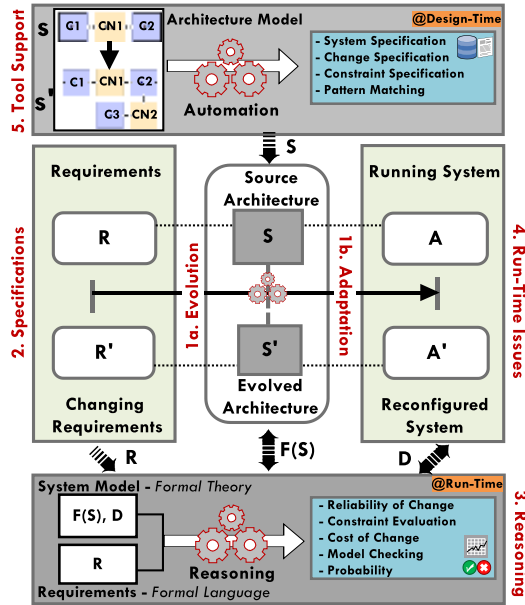 5. Tool Support
S
C1 CN1 C2
C1 CN1 C2
S'
C3 CN2
Architecture Model
Automation
@Design-Time
- System Specification
- Change Specification
- Constraint Specification
- Pattern Matching
S
2. Specifications
Requirements
R
R'
Changing
Requirements
1a. Evolution
Source
Architecture
S
S'
Evolved
Architecture
1b. Adaptation
Running System
A
A'
Reconfigured
System
4. Run-Time Issues
R
F(S)
D
System Model - Formal Theory
F(S), D
R
Requirements - Formal Language
Reasoning
@Run-Time
- Reliability of Change
- Constraint Evaluation
- Cost of Change
- Model Checking
- Probability
3. Reasoning